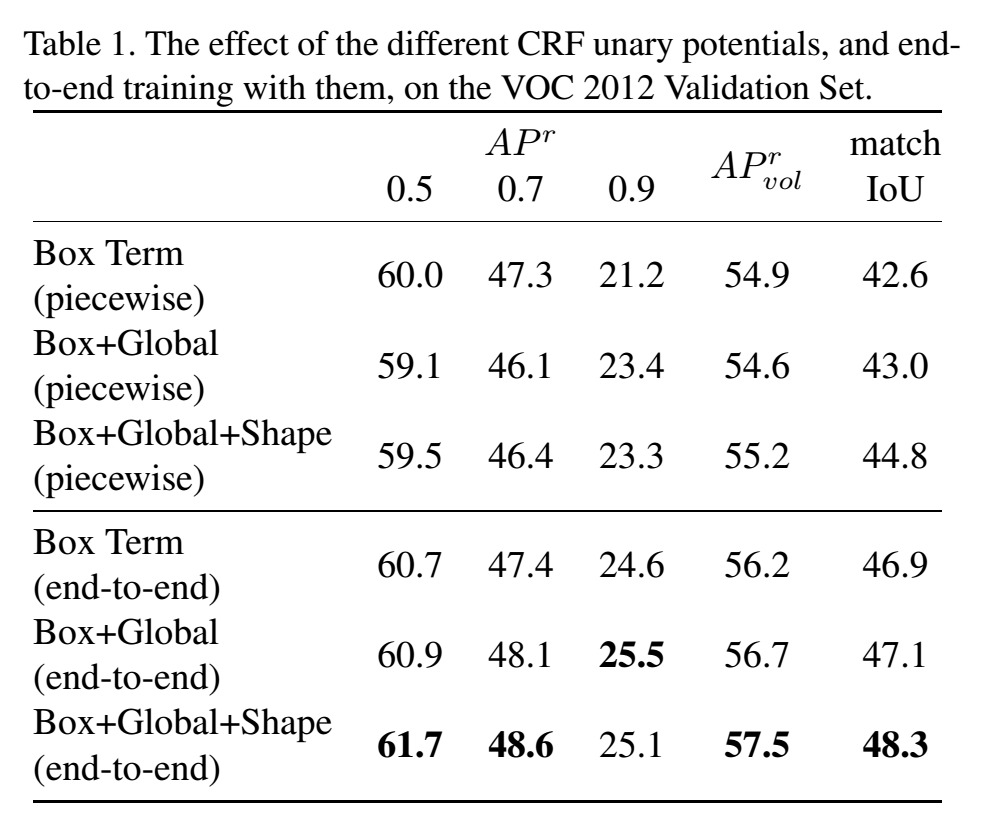 Table 1. The effect of the different CRF unary potentials, and end-
to-end training with them, on the VOC 2012 Validation Set.
AP^r AP^r_vol match
0.5 0.7 0.9 IoU
Box Term
(piecewise) 60.0 47.3 21.2 54.9 42.6
Box+Global
(piecewise) 59.1 46.1 23.4 54.6 43.0
Box+Global+Shape
(piecewise) 59.5 46.4 23.3 55.2 44.8
Box Term
(end-to-end) 60.7 47.4 24.6 56.2 46.9
Box+Global
(end-to-end) 60.9 48.1 25.5 56.7 47.1
Box+Global+Shape
(end-to-end) 61.7 48.6 25.1 57.5 48.3